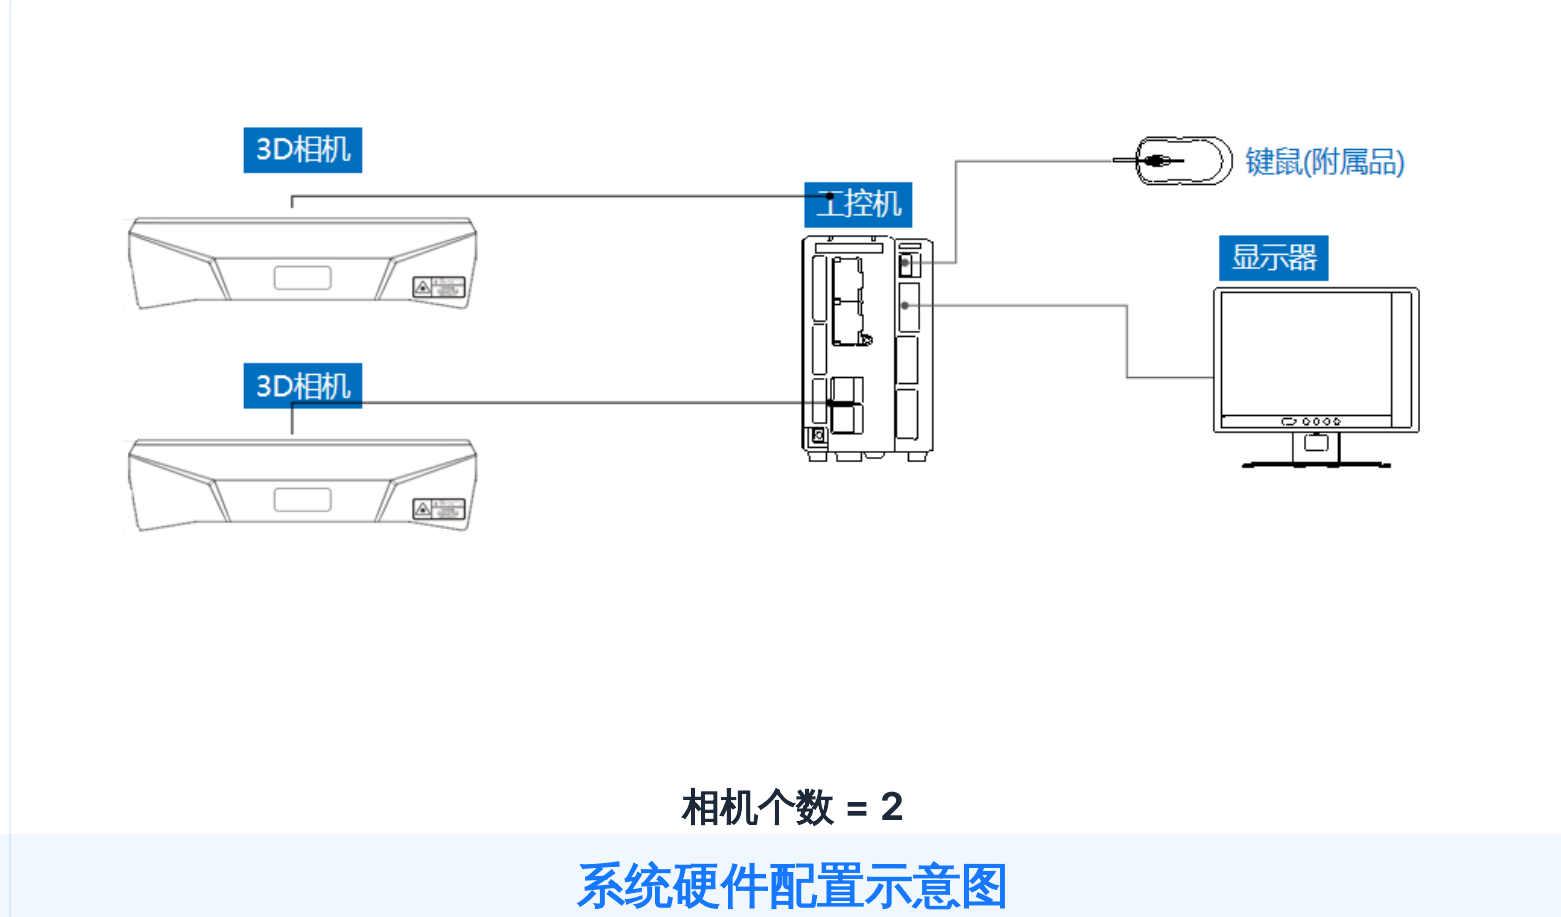 3D相机
工控机
键鼠(附属品)
显示器
3D相机
相机个数 = 2
系统硬件配置示意图